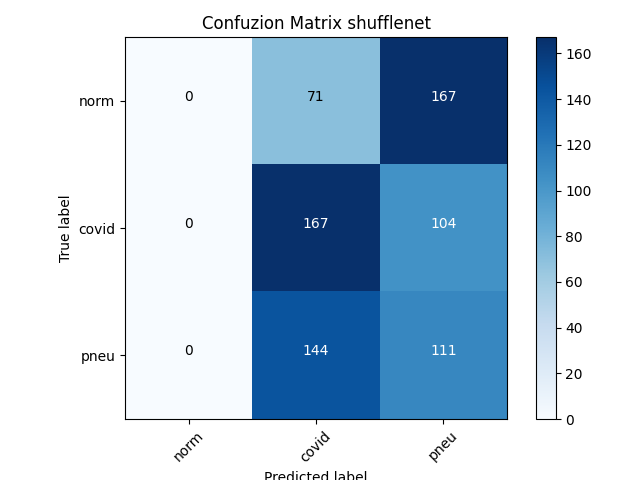 Confuzion Matrix shufflenet
norm 0 71 167
covid 0 167 104
pneu 0 144 111
norm covid pneu
True label
Predicted label
160
140
120
100
80
60
40
20
0